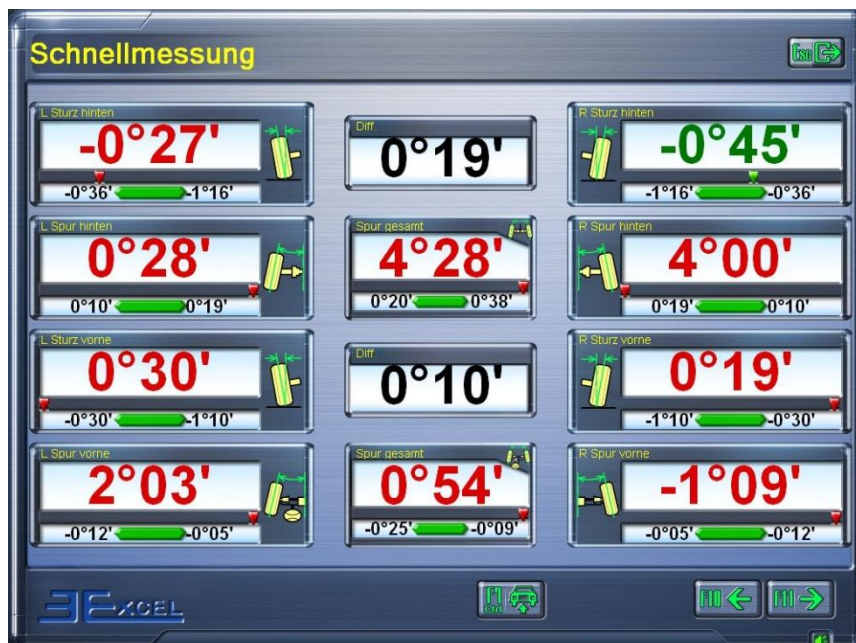 Schnellmessung
Esc
L Sturz hinten
-0°27'
-0°36' -1°16'
Diff.
0°19'
R Sturz hinten
-0°45'
-1°16' -0°36'
L Spur hinten
0°28'
0°10' 0°19'
Spur gesamt
4°28'
0°20' 0°38'
R Spur hinten
4°00'
0°19' 0°10'
L Sturz vorne
0°30'
-0°30' -1°10'
Diff.
0°10'
R Sturz vorne
0°19'
-1°10' -0°30'
L Spur vorne
2°03'
-0°12' -0°05'
Spur gesamt
0°54'
-0°25' -0°09'
R Spur vorne
-1°09'
-0°05' -0°12'
EXCEL
F1
Ctrl
F10
F11